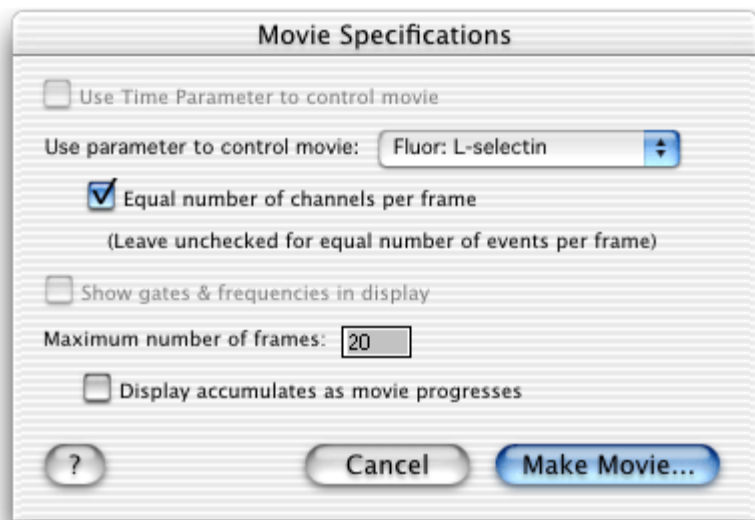 Movie Specifications
Use Time Parameter to control movie
Use parameter to control movie: Fluor: L-selectin
Equal number of channels per frame
(Leave unchecked for equal number of events per frame)
Show gates & frequencies in display
Maximum number of frames: 20
Display accumulates as movie progresses
? Cancel Make Movie...